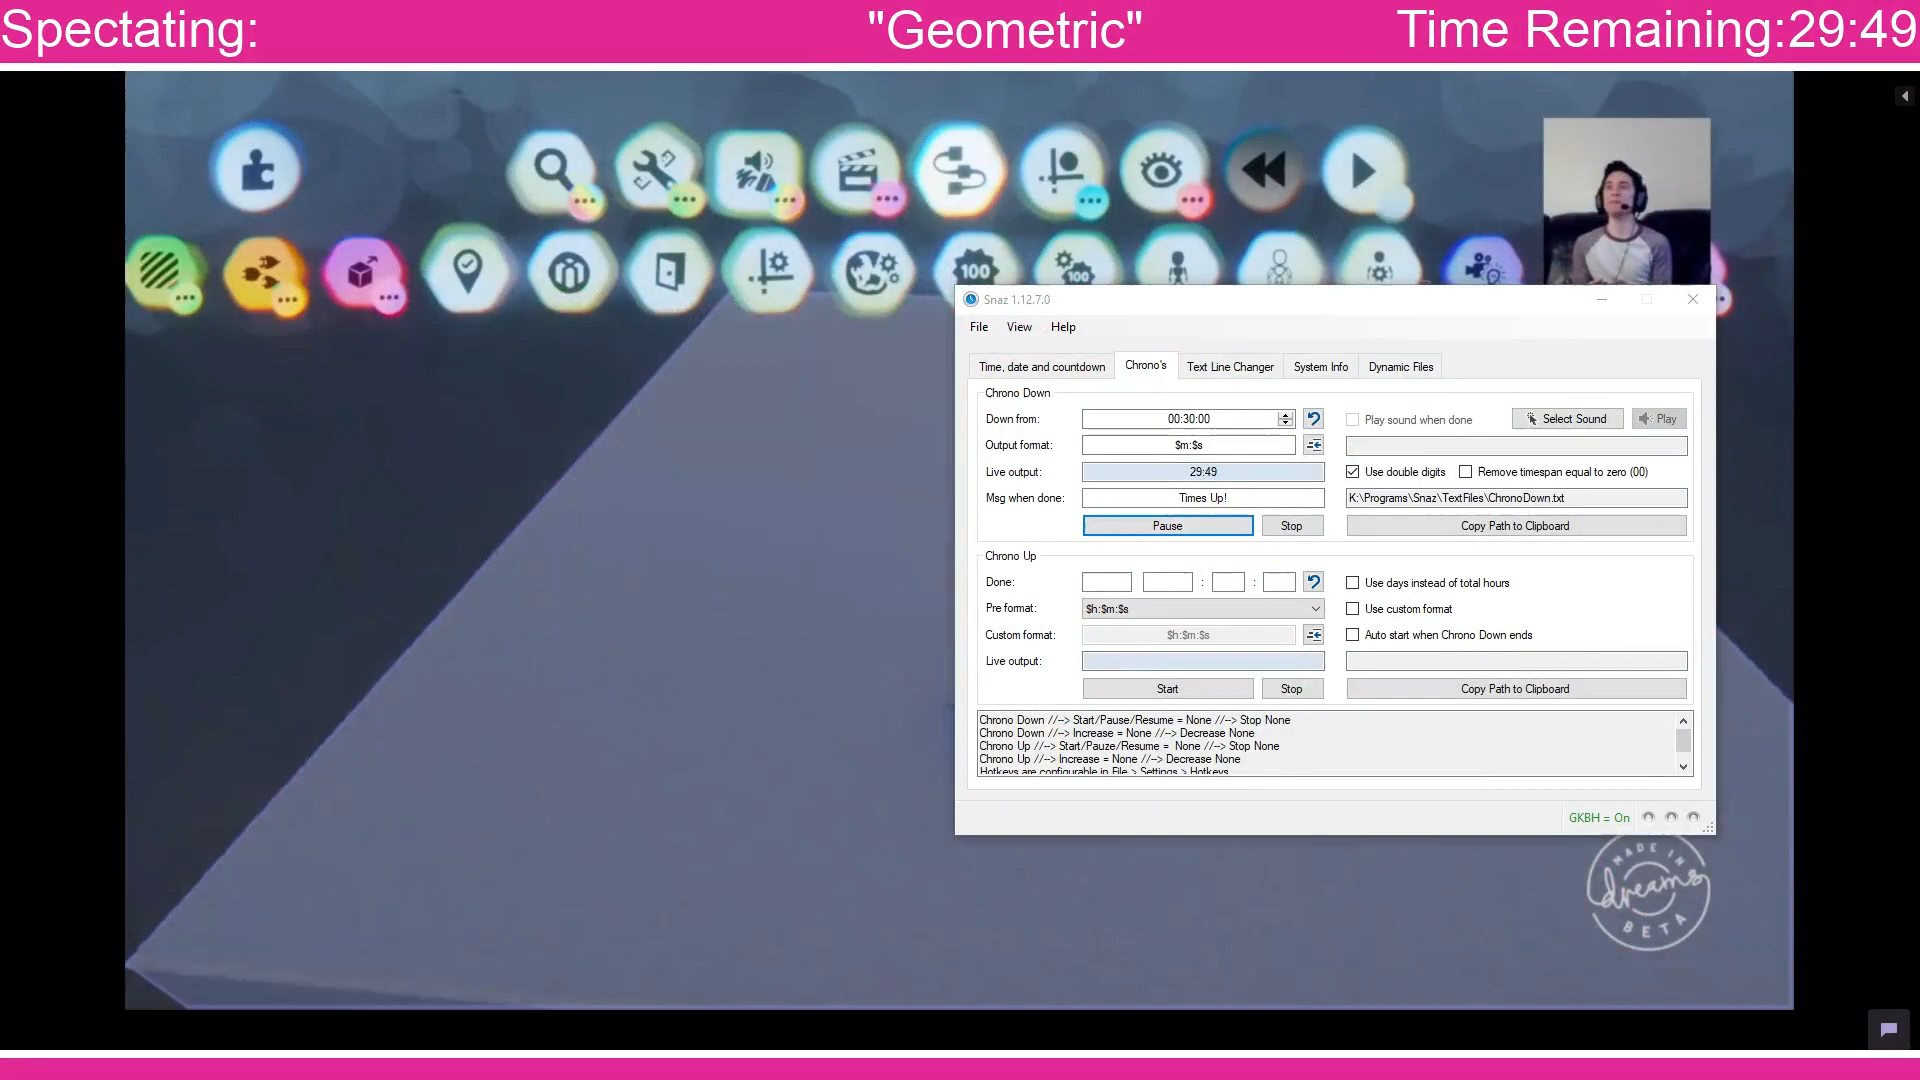 Spectating:
"Geometric"
Time Remaining:29:49
100
100
Snaz 1.12.7.0
File View Help
Time, date and countdown Chrono's Text Line Changer System Info Dynamic Files
Chrono Down
Down from: 00:30:00 Play sound when done Select Sound Play
Output format: $m:$s
Live output: 29:49 Use double digits Remove timespan equal to zero (00)
Msg when done: Times Up! K:\Programs\Snaz\TextFiles\ChronoDown.txt
Pause Stop Copy Path to Clipboard
Chrono Up
Done: : : Use days instead of total hours
Pre format: $h:$m:$s Use custom format
Custom format: $h:$m:$s Auto start when Chrono Down ends
Live output:
Start Stop Copy Path to Clipboard
Chrono Down //--> Start/Pause/Resume = None //--> Stop None
Chrono Down //--> Increase = None //--> Decrease None
Chrono Up //--> Start/Pauze/Resume = None //--> Stop None
Chrono Up //--> Increase = None //--> Decrease None
Hotkeys are configurable in File > Settings > Hotkeys
GKBH = On
MADE IN
dreams
BETA